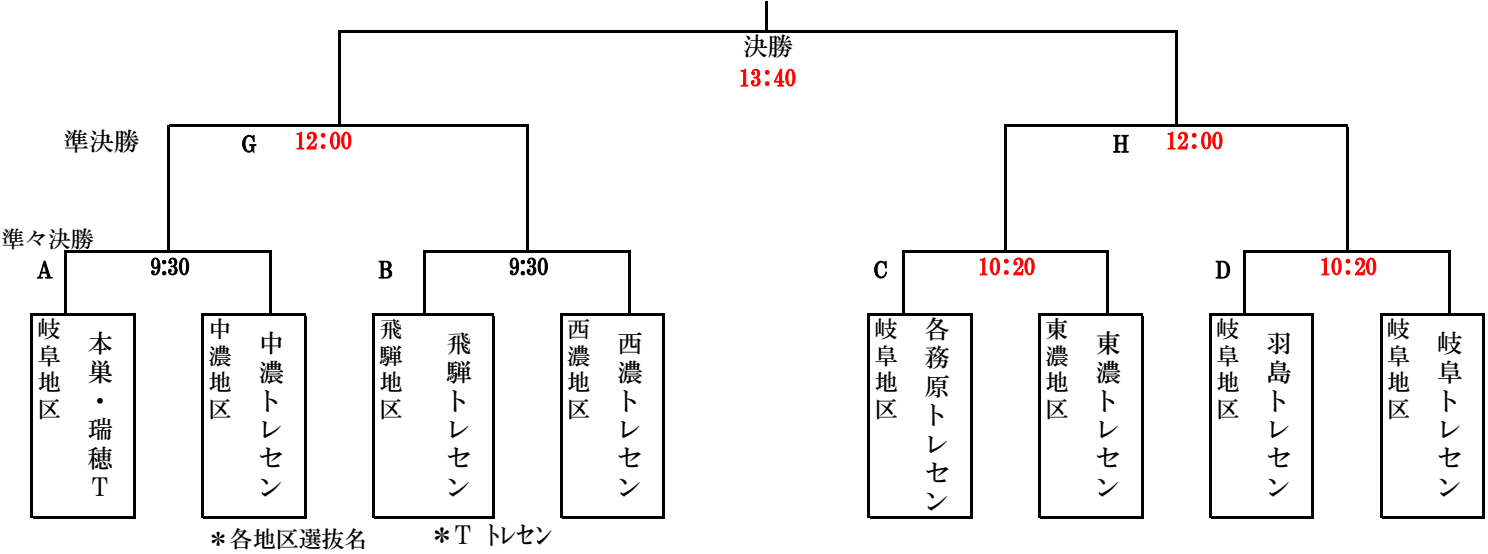 決勝
13:40
準決勝
G
12:00
H
12:00
準々決勝
A
9:30
B
9:30
C
10:20
D
10:20
岐阜地区
本巣・瑞穂T
中濃地区
中濃トレセン
飛騨地区
飛騨トレセン
西濃地区
西濃トレセン
岐阜地区
各務原トレセン
東濃地区
東濃トレセン
岐阜地区
羽島トレセン
岐阜地区
岐阜トレセン
*各地区選抜名
*T トレセン